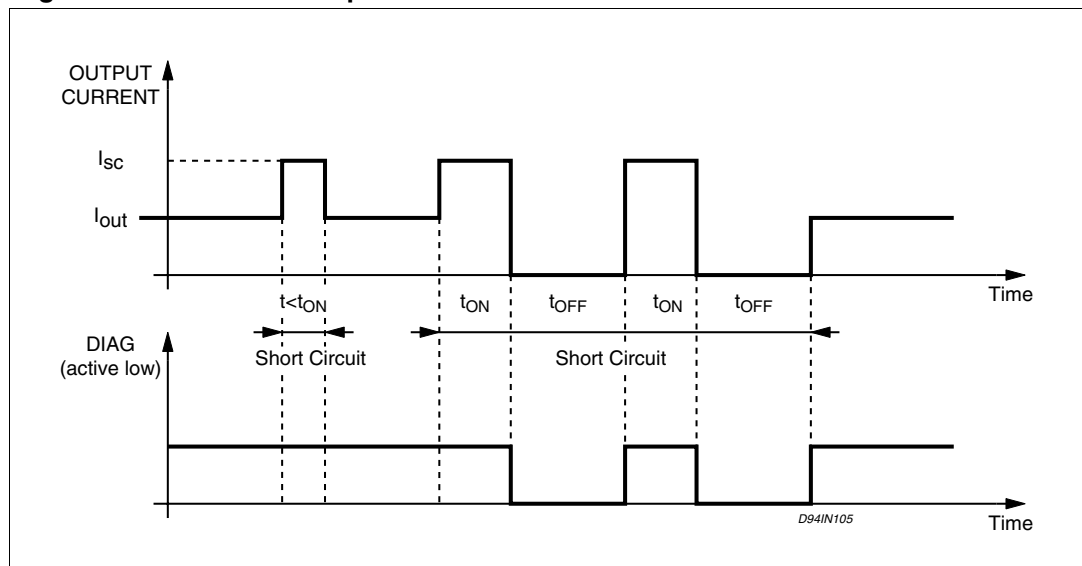 OUTPUT
CURRENT
Isc
Iout
Time
t<tON
tON
tOFF
tON
tOFF
Short Circuit
Short Circuit
DIAG
(active low)
D94IN105
Time